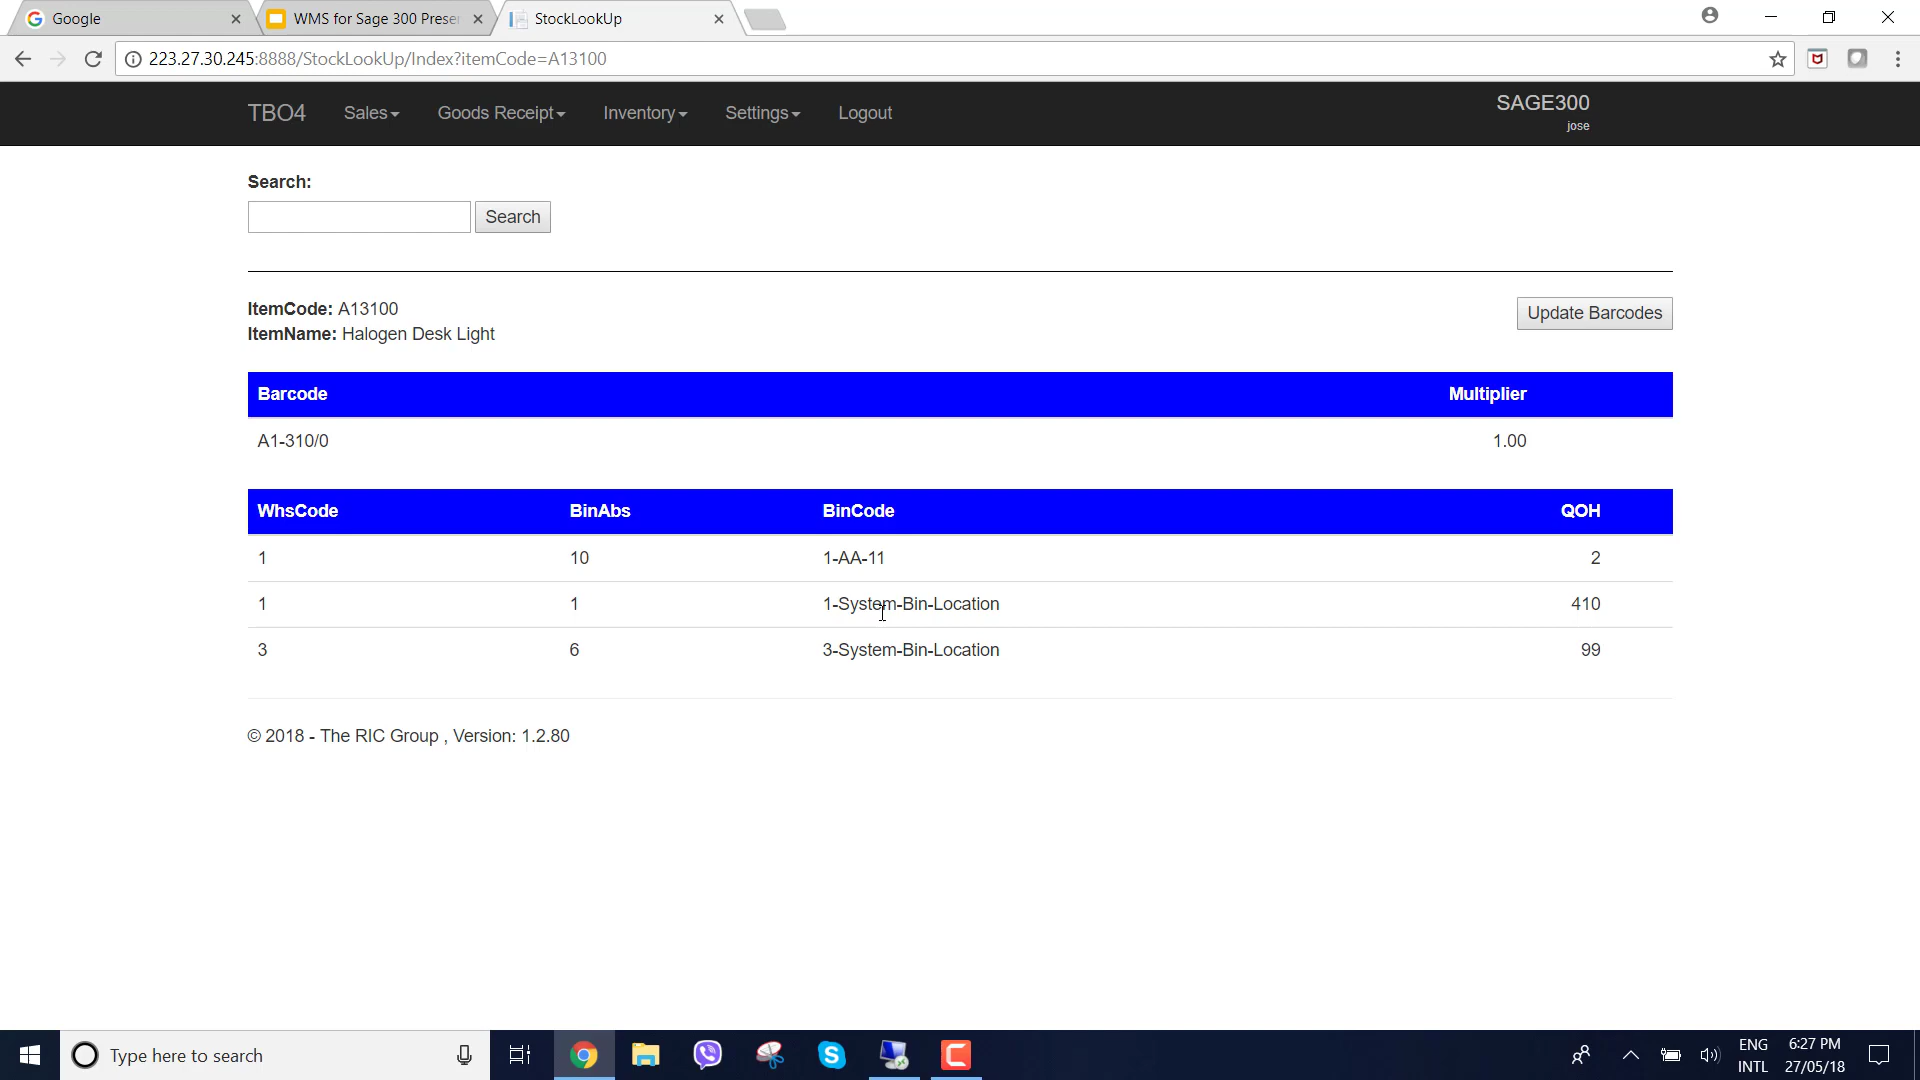 Google
WMS for Sage 300 Prese
StockLookUp
223.27.30.245:8888/StockLookUp/Index?itemCode=A13100
TBO4 Sales Goods Receipt Inventory Settings Logout
SAGE300
jose
Search:
Search
ItemCode: A13100
ItemName: Halogen Desk Light
Update Barcodes
Barcode Multiplier
A1-310/0 1.00
WhsCode BinAbs BinCode QOH
1 10 1-AA-11 2
1 1 1-System-Bin-Location 410
3 6 3-System-Bin-Location 99
© 2018 - The RIC Group , Version: 1.2.80
Type here to search
ENG
INTL
6:27 PM
27/05/18